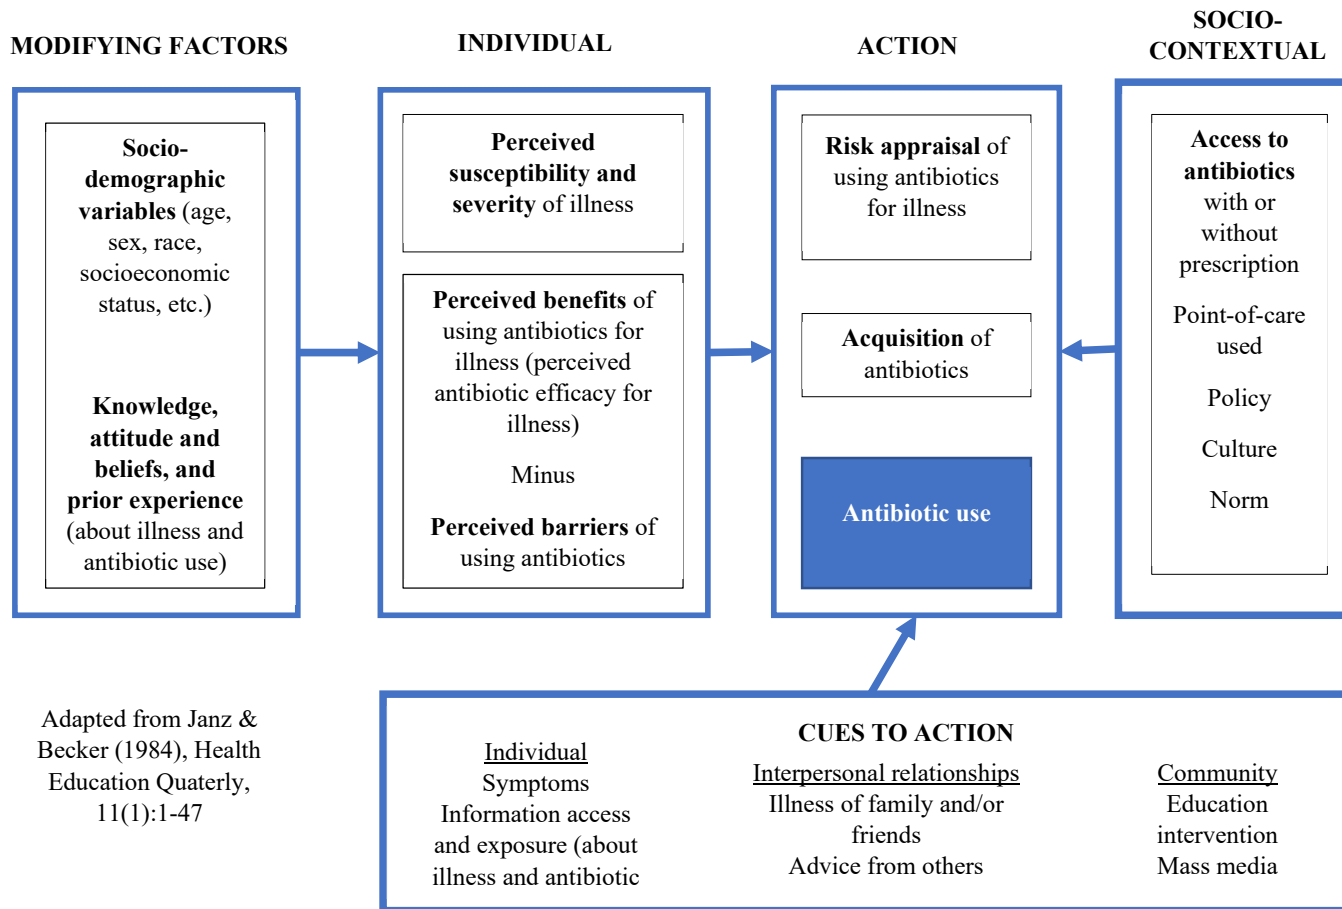 MODIFYING FACTORS
Socio-
demographic
variables (age,
sex, race,
socioeconomic
status, etc.)
Knowledge,
attitude and
beliefs, and
prior experience
(about illness and
antibiotic use)
INDIVIDUAL
Perceived
susceptibility and
severity of illness
Perceived benefits of
using antibiotics for
illness (perceived
antibiotic efficacy for
illness)
Minus
Perceived barriers of
using antibiotics
ACTION
Risk appraisal of
using antibiotics
for illness
Acquisition of
antibiotics
Antibiotic use
SOCIO-
CONTEXTUAL
Access to
antibiotics
with or
without
prescription
Point-of-care
used
Policy
Culture
Norm
Adapted from Janz &
Becker (1984), Health
Education Quaterly,
11(1):1-47
CUES TO ACTION
Individual
Symptoms
Information access
and exposure (about
illness and antibiotic
Interpersonal relationships
Illness of family and/or
friends
Advice from others
Community
Education
intervention
Mass media